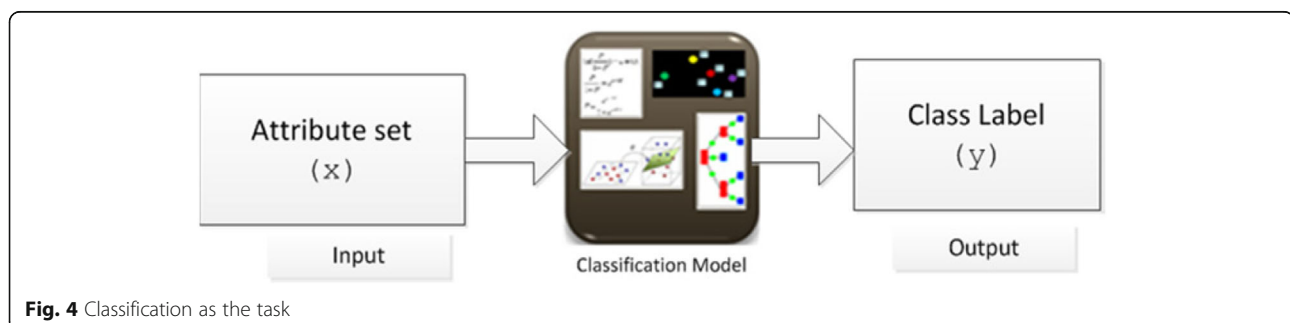 Attribute set
(x)
Input
Classification Model
Class Label
(y)
Output
Fig. 4 Classification as the task